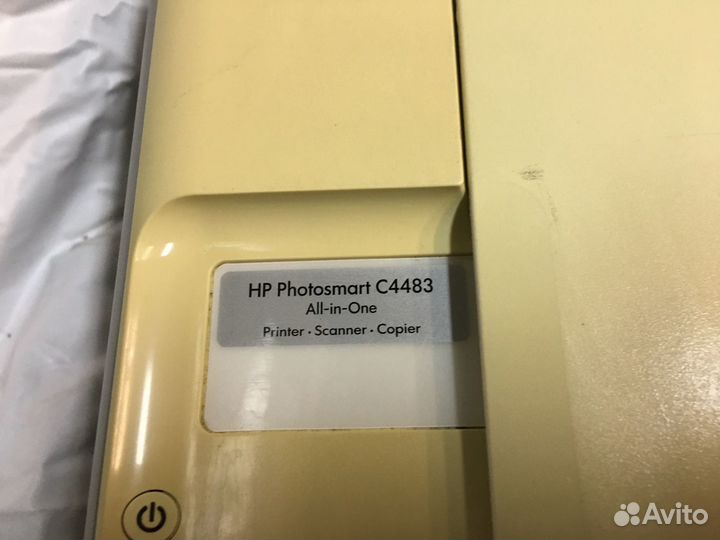 HP Photosmart C4483
All-in-One
Printer · Scanner · Copier
Avito